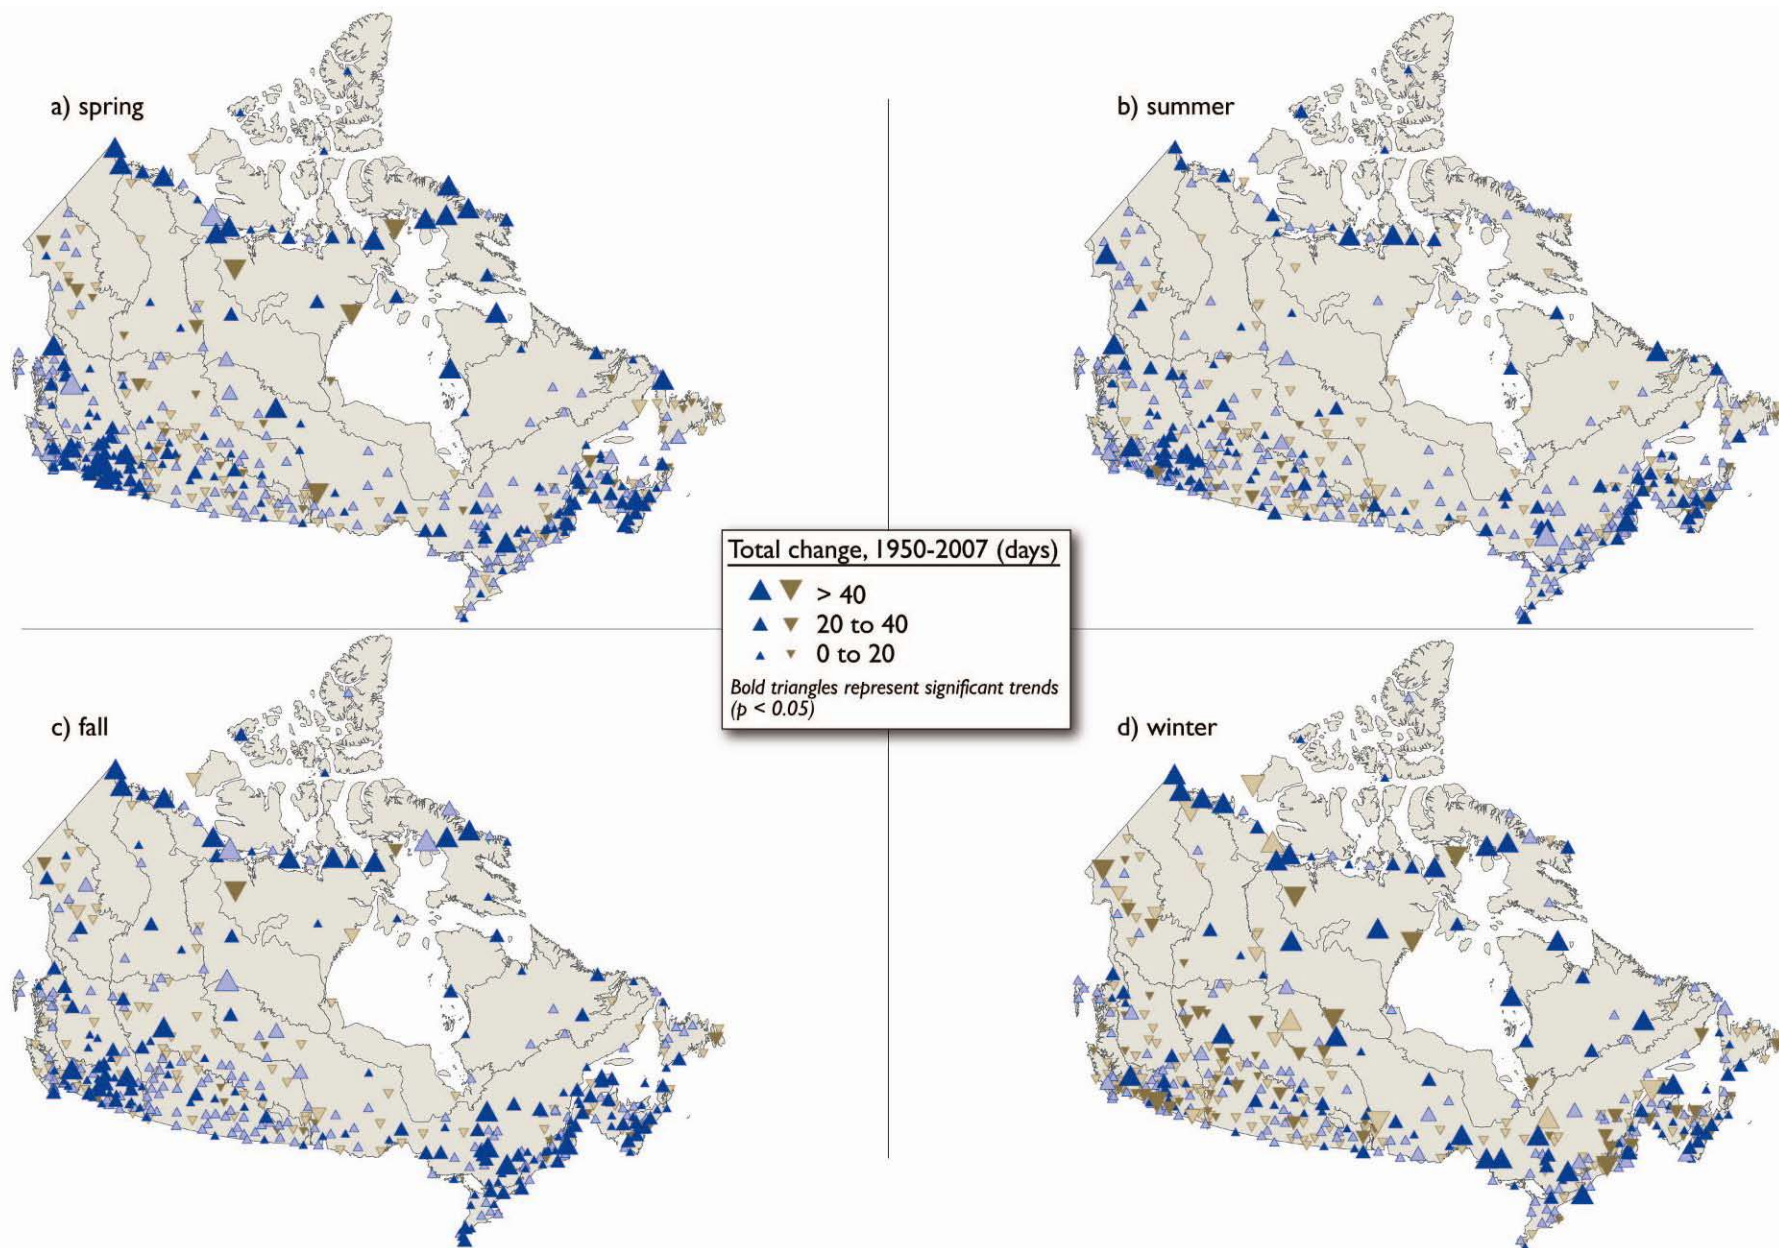 a) spring
b) summer
Total change, 1950-2007 (days)
> 40
20 to 40
0 to 20
Bold triangles represent significant trends
(p < 0.05)
c) fall
d) winter